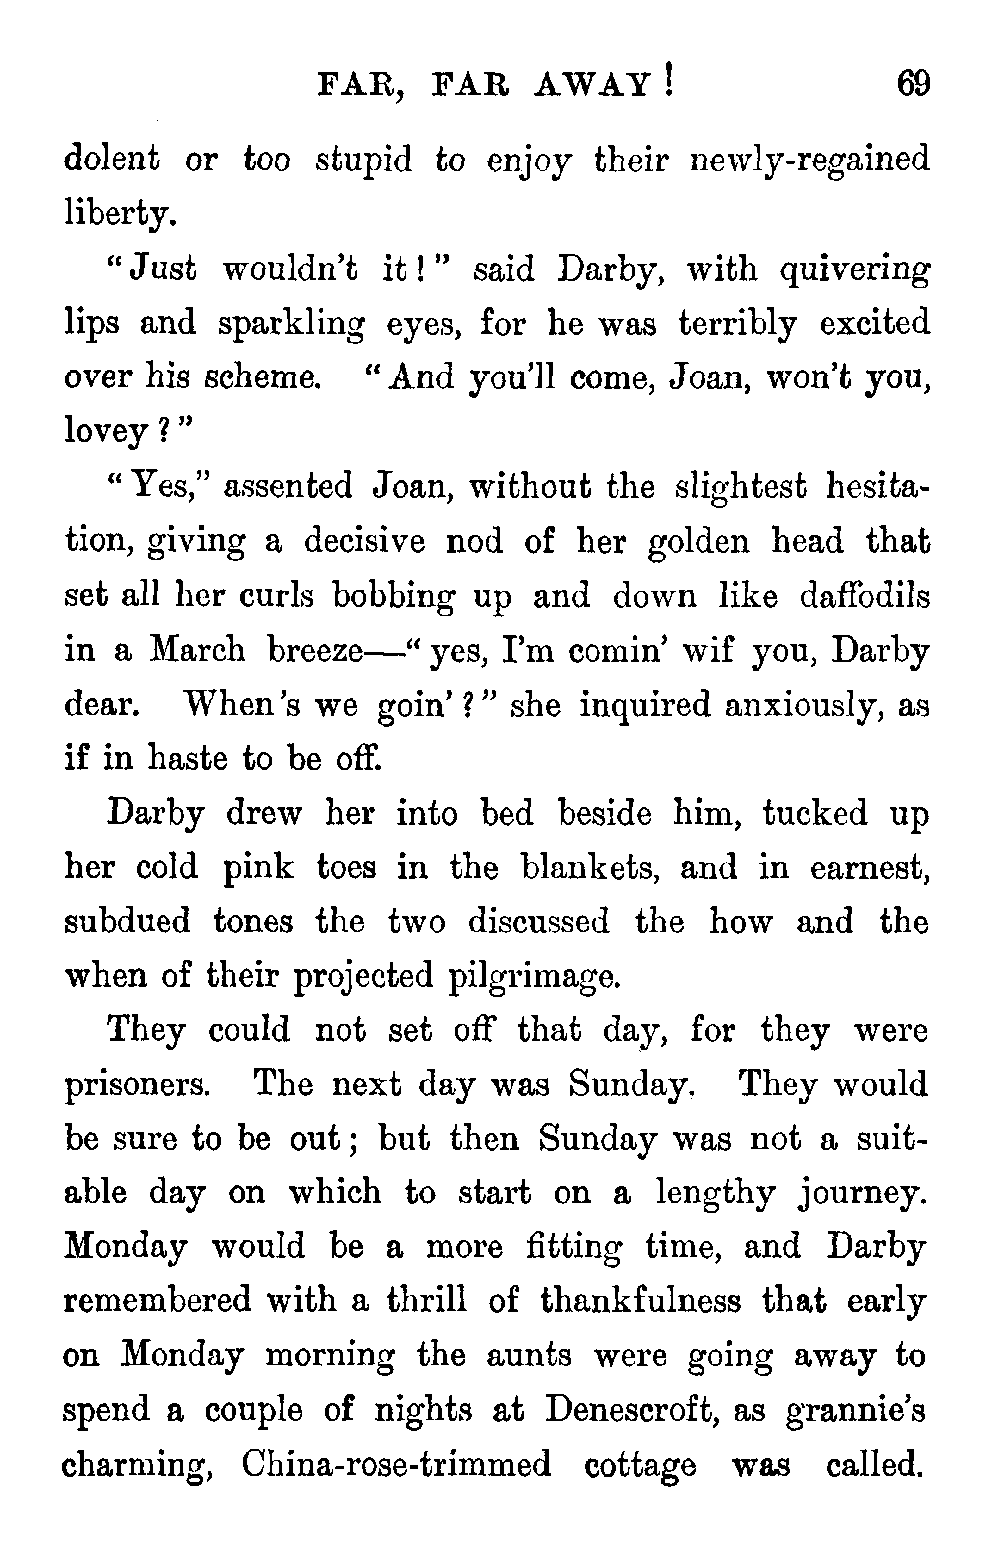 FAR, FAR AWAY! 69
dolent or too stupid to enjoy their newly-regained
liberty.
“Just wouldn’t it!” said Darby, with quivering
lips and sparkling eyes, for he was terribly excited
over his scheme. “And you’ll come, Joan, won’t you,
lovey?”
“Yes,” assented Joan, without the slightest hesita-
tion, giving a decisive nod of her golden head that
set all her curls bobbing up and down like daffodils
in a March breeze—“yes, I’m comin’ wif you, Darby
dear. When’s we goin’?” she inquired anxiously, as
if in haste to be off.
Darby drew her into bed beside him, tucked up
her cold pink toes in the blankets, and in earnest,
subdued tones the two discussed the how and the
when of their projected pilgrimage.
They could not set off that day, for they were
prisoners. The next day was Sunday. They would
be sure to be out; but then Sunday was not a suit-
able day on which to start on a lengthy journey.
Monday would be a more fitting time, and Darby
remembered with a thrill of thankfulness that early
on Monday morning the aunts were going away to
spend a couple of nights at Denescroft, as grannie’s
charming, China-rose-trimmed cottage was called.